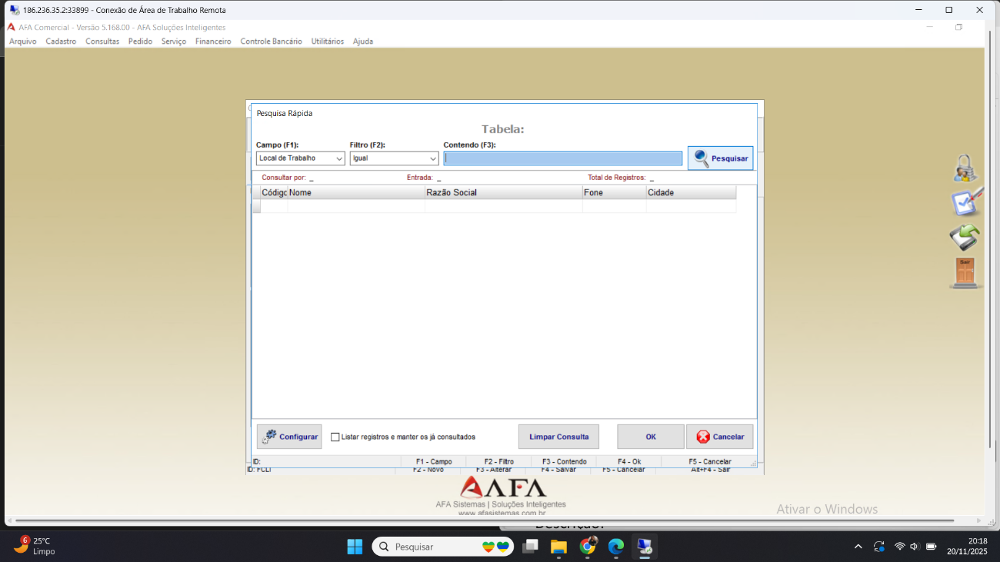 186.236.35.2:33899 - Conexão de Área de Trabalho Remota
AFA Comercial - Versão 5.168.00 - AFA Soluções Inteligentes
Arquivo Cadastro Consultas Pedido Serviço Financeiro Controle Bancário Utilitários Ajuda
Pesquisa Rápida
Tabela:
Campo (F1): Filtro (F2): Contendo (F3):
Local de Trabalho Igual Pesquisar
Consultar por: _ Entrada: _ Total de Registros: _
Código Nome Razão Social Fone Cidade
Sair
Configurar Listar registros e manter os já consultados Limpar Consulta OK Cancelar
ID: F1 - Campo F2 - Filtro F3 - Contendo F4 - Ok F5 - Cancelar
ID: FCLI F2 - Novo F3 - Alterar F4 - Salvar F5 - Cancelar Alt+F4 - Sair
AFA
AFA Sistemas | Soluções Inteligentes
www.afasistemas.com.br
Ativar o Windows
Descrição:
6 25°C
Limpo
Pesquisar
20:18
20/11/2025